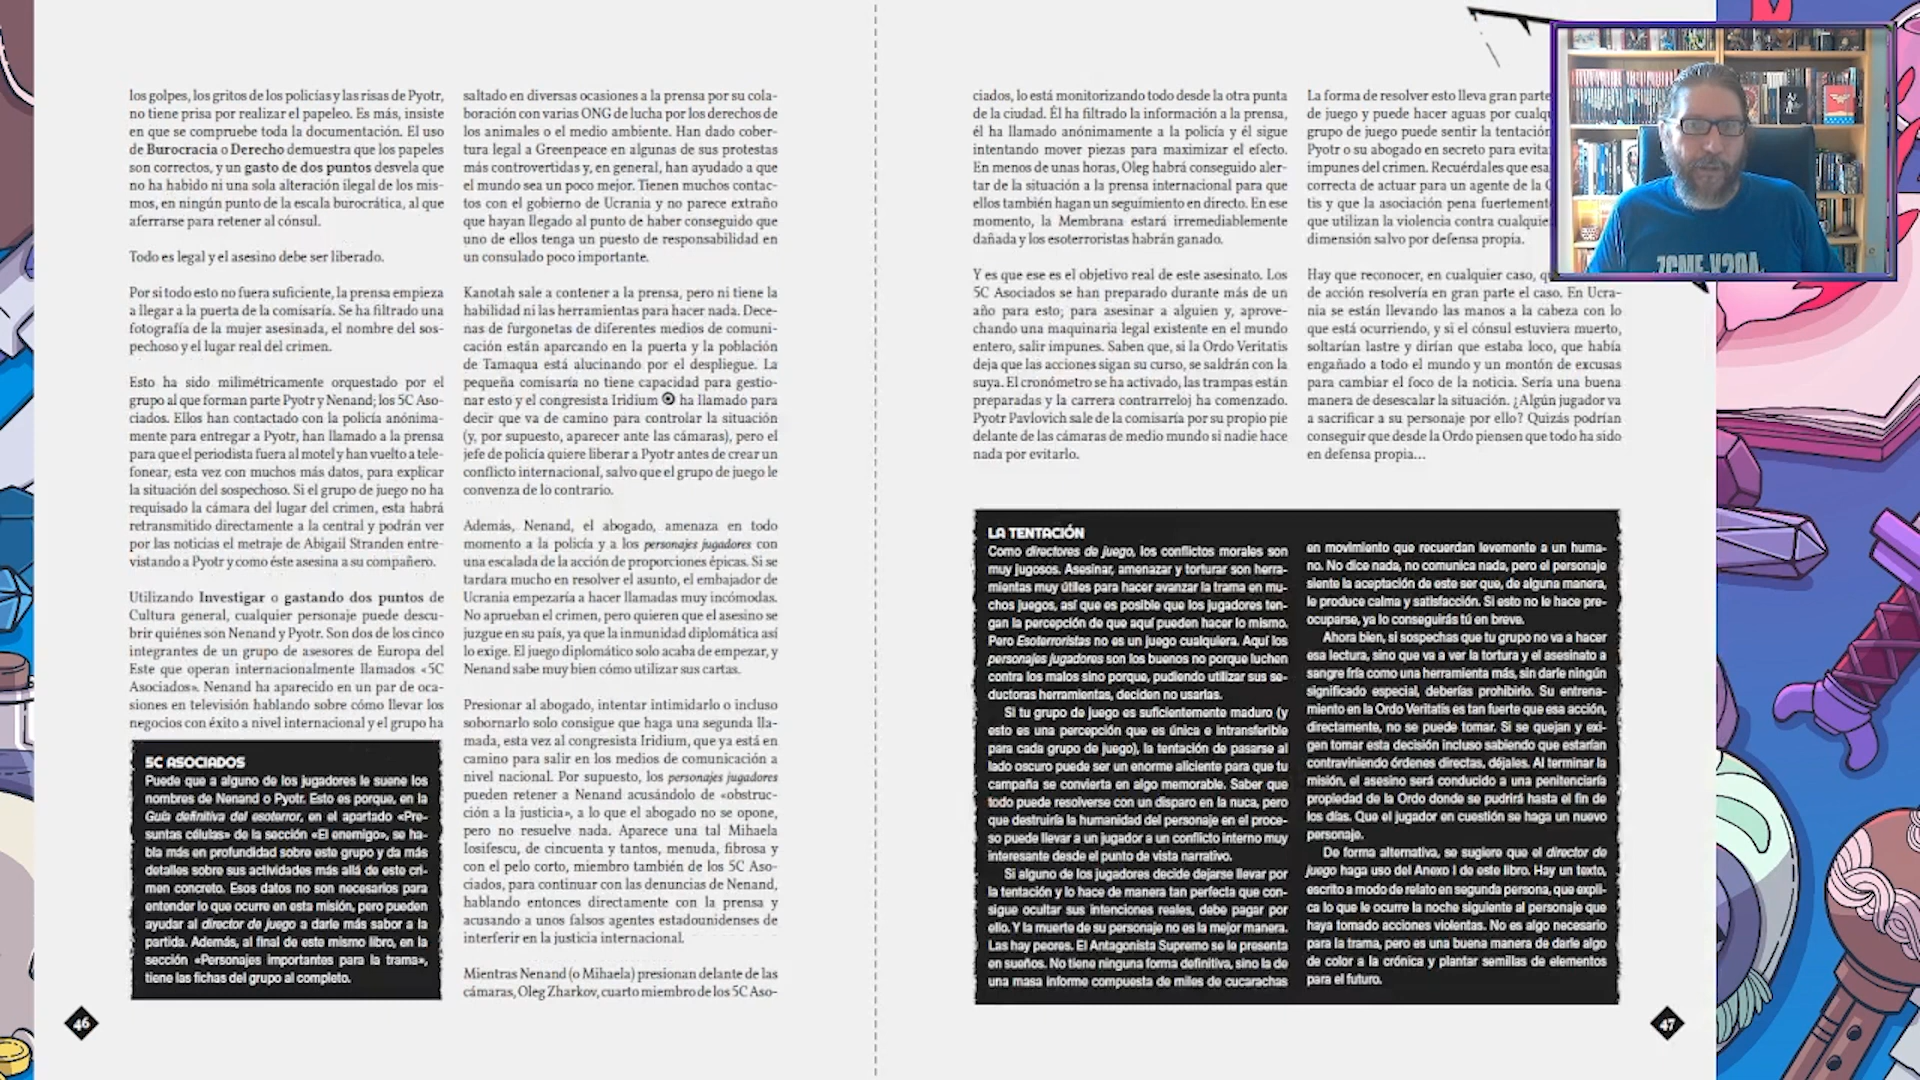 los golpes, los gritos de los policías y las risas de Pyotr,
no tiene prisa por realizar el papeleo. Es más, insiste
en que se compruebe toda la documentación. El uso
de Burocracia o Derecho demuestra que los papeles
son correctos, y un gasto de dos puntos desvela que
no ha habido ni una sola alteración ilegal de los mis-
mos, en ningún punto de la escala burocrática, al que
aferrarse para retener al cónsul.
Todo es legal y el asesino debe ser liberado.
Por si todo esto no fuera suficiente, la prensa empieza
a llegar a la puerta de la comisaría. Se ha filtrado una
fotografía de la mujer asesinada, el nombre del sos-
pechoso y el lugar real del crimen.
Esto ha sido milimétricamente orquestado por el
grupo al que forman parte Pyotr y Nenand; los 5C Aso-
ciados. Ellos han contactado con la policía anónima-
mente para entregar a Pyotr, han llamado a la prensa
para que el periodista fuera al motel y han vuelto a tele-
fonear, esta vez con muchos más datos, para explicar
la situación del sospechoso. Si el grupo de juego no ha
requisado la cámara del lugar del crimen, esta habrá
retransmitido directamente a la central y podrán ver
por las noticias el metraje de Abigail Stranden entre-
vistando a Pyotr y como éste asesina a su compañero.
Utilizando Investigar o gastando dos puntos de
Cultura general, cualquier personaje puede descu-
brir quiénes son Nenand y Pyotr. Son dos de los cinco
integrantes de un grupo de asesores de Europa del
Este que operan internacionalmente llamados «5C
Asociados». Nenand ha aparecido en un par de oca-
siones en televisión hablando sobre cómo llevar los
negocios con éxito a nivel internacional y el grupo ha
5C ASOCIADOS
Puede que a alguno de los jugadores le suene los
nombres de Nenand o Pyotr. Esto es porque, en la
Guía definitiva del esoterror, en el apartado «Pre-
suntas células» de la sección «El enemigo», se ha-
bla más en profundidad sobre este grupo y da más
detalles sobre sus actividades más allá de este cri-
men concreto. Esos datos no son necesarios para
entender lo que ocurre en esta misión, pero pueden
ayudar al director de juego a darle más sabor a la
partida. Además, al final de este mismo libro, en la
sección «Personajes importantes para la trama»,
tiene las fichas del grupo al completo.
46
saltado en diversas ocasiones a la prensa por su cola-
boración con varias ONG de lucha por los derechos de
los animales o el medio ambiente. Han dado cober-
tura legal a Greenpeace en algunas de sus protestas
más controvertidas y, en general, han ayudado a que
el mundo sea un poco mejor. Tienen muchos contac-
tos con el gobierno de Ucrania y no parece extraño
que hayan llegado al punto de haber conseguido que
uno de ellos tenga un puesto de responsabilidad en
un consulado poco importante.
Kanotah sale a contener a la prensa, pero ni tiene la
habilidad ni las herramientas para hacer nada. Dece-
nas de furgonetas de diferentes medios de comuni-
cación están aparcando en la puerta y la población
de Tamaqua está alucinando por el despliegue. La
pequeña comisaría no tiene capacidad para gestio-
nar esto y el congresista Iridium ha llamado para
decir que va de camino para controlar la situación
(y, por supuesto, aparecer ante las cámaras), pero el
jefe de policía quiere liberar a Pyotr antes de crear un
conflicto internacional, salvo que el grupo de juego le
convenza de lo contrario.
Además, Nenand, el abogado, amenaza en todo
momento a la policía y a los personajes jugadores con
una escalada de la acción de proporciones épicas. Si se
tardara mucho en resolver el asunto, el embajador de
Ucrania empezaría a hacer llamadas muy incómodas.
No aprueban el crimen, pero quieren que el asesino se
juzgue en su país, ya que la inmunidad diplomática así
lo exige. El juego diplomático solo acaba de empezar, y
Nenand sabe muy bien cómo utilizar sus cartas.
Presionar al abogado, intentar intimidarlo o incluso
sobornarlo solo consigue que haga una segunda lla-
mada, esta vez al congresista Iridium, que ya está en
camino para salir en los medios de comunicación a
nivel nacional. Por supuesto, los personajes jugadores
pueden retener a Nenand acusándolo de «obstruc-
ción a la justicia», a lo que el abogado no se opone,
pero no resuelve nada. Aparece una tal Mihaela
Iosifescu, de cincuenta y tantos, menuda, fibrosa y
con el pelo corto, miembro también de los 5C Aso-
ciados, para continuar con las denuncias de Nenand,
hablando entonces directamente con la prensa y
acusando a unos falsos agentes estadounidenses de
interferir en la justicia internacional.
Mientras Nenand (o Mihaela) presionan delante de las
cámaras, Oleg Zharkov, cuarto miembro de los 5C Aso-
ciados, lo está monitorizando todo desde la otra punta
de la ciudad. Él ha filtrado la información a la prensa,
él ha llamado anónimamente a la policía y él sigue
intentando mover piezas para maximizar el efecto.
En menos de unas horas, Oleg habrá conseguido aler-
tar de la situación a la prensa internacional para que
ellos también hagan un seguimiento en directo. En ese
momento, la Membrana estará irremediablemente
dañada y los esoterroristas habrán ganado.
Y es que ese es el objetivo real de este asesinato. Los
5C Asociados se han preparado durante más de un
año para esto; para asesinar a alguien y, aprove-
chando una maquinaria legal existente en el mundo
entero, salir impunes. Saben que, si la Ordo Veritatis
deja que las acciones sigan su curso, se saldrán con la
suya. El cronómetro se ha activado, las trampas están
preparadas y la carrera contrarreloj ha comenzado.
Pyotr Pavlovich sale de la comisaría por su propio pie
delante de las cámaras de medio mundo si nadie hace
nada por evitarlo.
La forma de resolver esto lleva gran parte
de juego y puede hacer aguas por cualq
grupo de juego puede sentir la tentación
Pyotr o su abogado en secreto para evita
impunes del crimen. Recuérdales que esa
correcta de actuar para un agente de la
tis y que la asociación pena fuertement
que utilizan la violencia contra cualquie
dimensión salvo por defensa propia.
Hay que reconocer, en cualquier caso, q
de acción resolvería en gran parte el caso. En Ucra-
nia se están llevando las manos a la cabeza con lo
que está ocurriendo, y si el cónsul estuviera muerto,
soltarían lastre y dirían que estaba loco, que había
engañado a todo el mundo y un montón de excusas
para cambiar el foco de la noticia. Sería una buena
manera de desescalar la situación. ¿Algún jugador va
a sacrificar a su personaje por ello? Quizás podrían
conseguir que desde la Ordo piensen que todo ha sido
en defensa propia...
LA TENTACIÓN
Como directores de juego, los conflictos morales son
muy jugosos. Asesinar, amenazar y torturar son herra-
mientas muy útiles para hacer avanzar la trama en mu-
chos juegos, así que es posible que los jugadores ten-
gan la percepción de que aquí pueden hacer lo mismo.
Pero Esoterroristas no es un juego cualquiera. Aquí los
personajes jugadores son los buenos no porque luchen
contra los malos sino porque, pudiendo utilizar sus se-
ductoras herramientas, deciden no usarlas.
Si tu grupo de juego es suficientemente maduro (y
esto es una percepción que es única e intransferible
para cada grupo de juego), la tentación de pasarse al
lado oscuro puede ser un enorme aliciente para que tu
campaña se convierta en algo memorable. Saber que
todo puede resolverse con un disparo en la nuca, pero
que destruiría la humanidad del personaje en el proce-
so puede llevar a un jugador a un conflicto interno muy
interesante desde el punto de vista narrativo.
Si alguno de los jugadores decide dejarse llevar por
la tentación y lo hace de manera tan perfecta que con-
sigue ocultar sus intenciones reales, debe pagar por
ello. Y la muerte de su personaje no es la mejor manera.
Las hay peores. El Antagonista Supremo se le presenta
en sueños. No tiene ninguna forma definitiva, sino la de
una masa informe compuesta de miles de cucarachas
en movimiento que recuerdan levemente a un huma-
no. No dice nada, no comunica nada, pero el personaje
siente la aceptación de este ser que, de alguna manera,
le produce calma y satisfacción. Si esto no le hace pre-
ocuparse, ya lo conseguirás tú en breve.
Ahora bien, si sospechas que tu grupo no va a hacer
esa lectura, sino que va a ver la tortura y el asesinato a
sangre fría como una herramienta más, sin darle ningún
significado especial, deberías prohibirlo. Su entrena-
miento en la Ordo Veritatis es tan fuerte que esa acción,
directamente, no se puede tomar. Si se quejan y exi-
gen tomar esta decisión incluso sabiendo que estarían
contraviniendo órdenes directas, déjales. Al terminar la
misión, el asesino será conducido a una penitenciaría
propiedad de la Ordo donde se pudrirá hasta el fin de
los días. Que el jugador en cuestión se haga un nuevo
personaje.
De forma alternativa, se sugiere que el director de
juego haga uso del Anexo I de este libro. Hay un texto,
escrito a modo de relato en segunda persona, que expli-
ca lo que le ocurre la noche siguiente al personaje que
haya tomado acciones violentas. No es algo necesario
para la trama, pero es una buena manera de darle algo
de color a la crónica y plantar semillas de elementos
para el futuro.
47